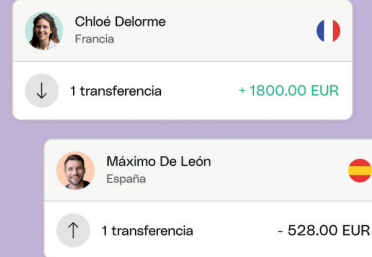 Chloé Delorme
Francia
1 transferencia + 1800.00 EUR
Máximo De León
España
1 transferencia - 528.00 EUR